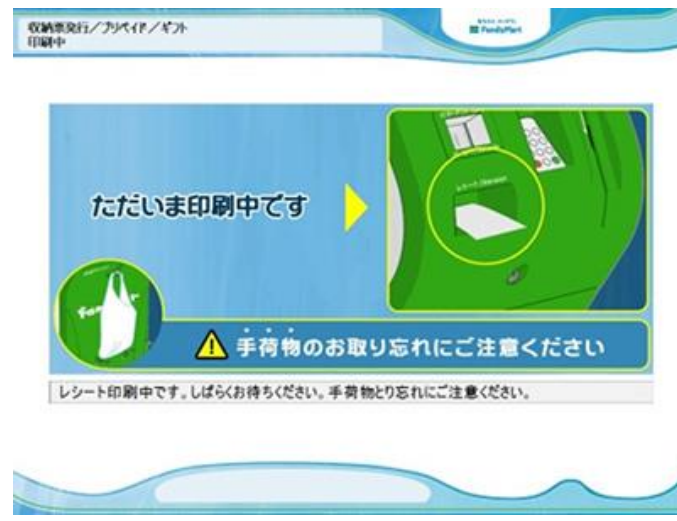 収納票発行/プリペイド/ギフト
印刷中
FamilyMart
ただいま印刷中です
手荷物のお取り忘れにご注意ください
レシート印刷中です。しばらくお待ちください。手荷物とり忘れにご注意ください。